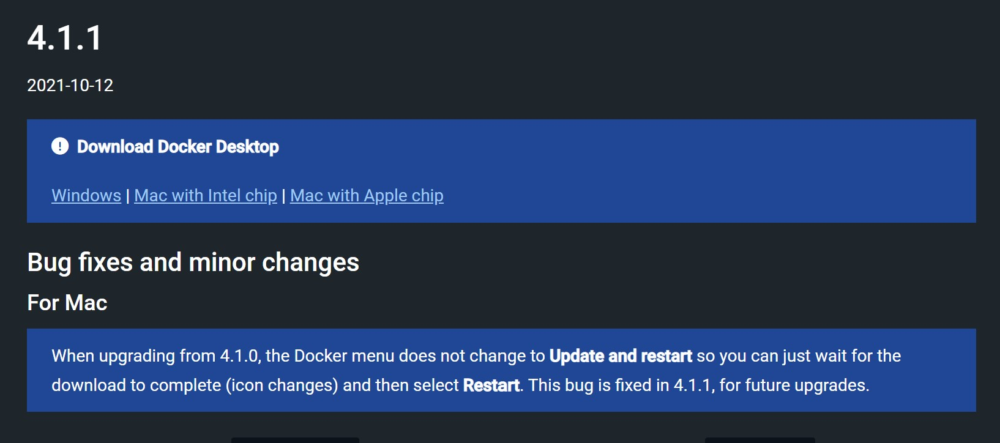 4.1.1
2021-10-12
Download Docker Desktop
Windows | Mac with Intel chip | Mac with Apple chip
Bug fixes and minor changes
For Mac
When upgrading from 4.1.0, the Docker menu does not change to Update and restart so you can just wait for the
download to complete (icon changes) and then select Restart. This bug is fixed in 4.1.1, for future upgrades.